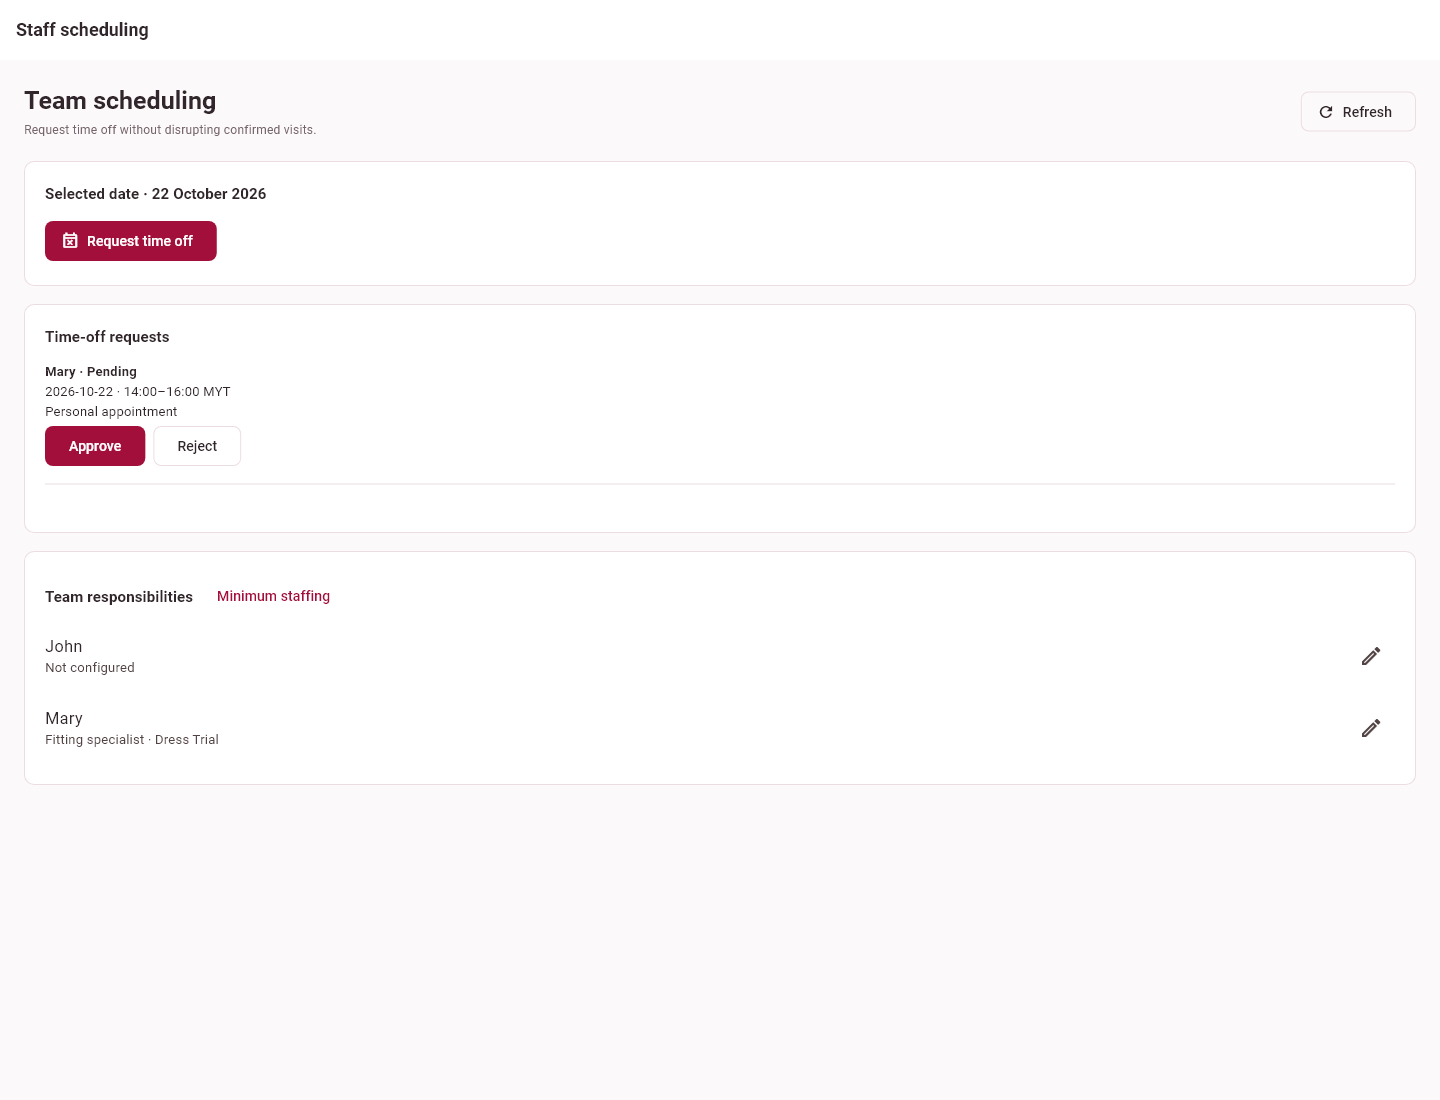 Staff scheduling
Team scheduling
Request time off without disrupting confirmed visits.
Refresh
Selected date · 22 October 2026
Request time off
Time-off requests
Mary · Pending
2026-10-22 · 14:00–16:00 MYT
Personal appointment
Approve
Reject
Team responsibilities
Minimum staffing
John
Not configured
Mary
Fitting specialist · Dress Trial